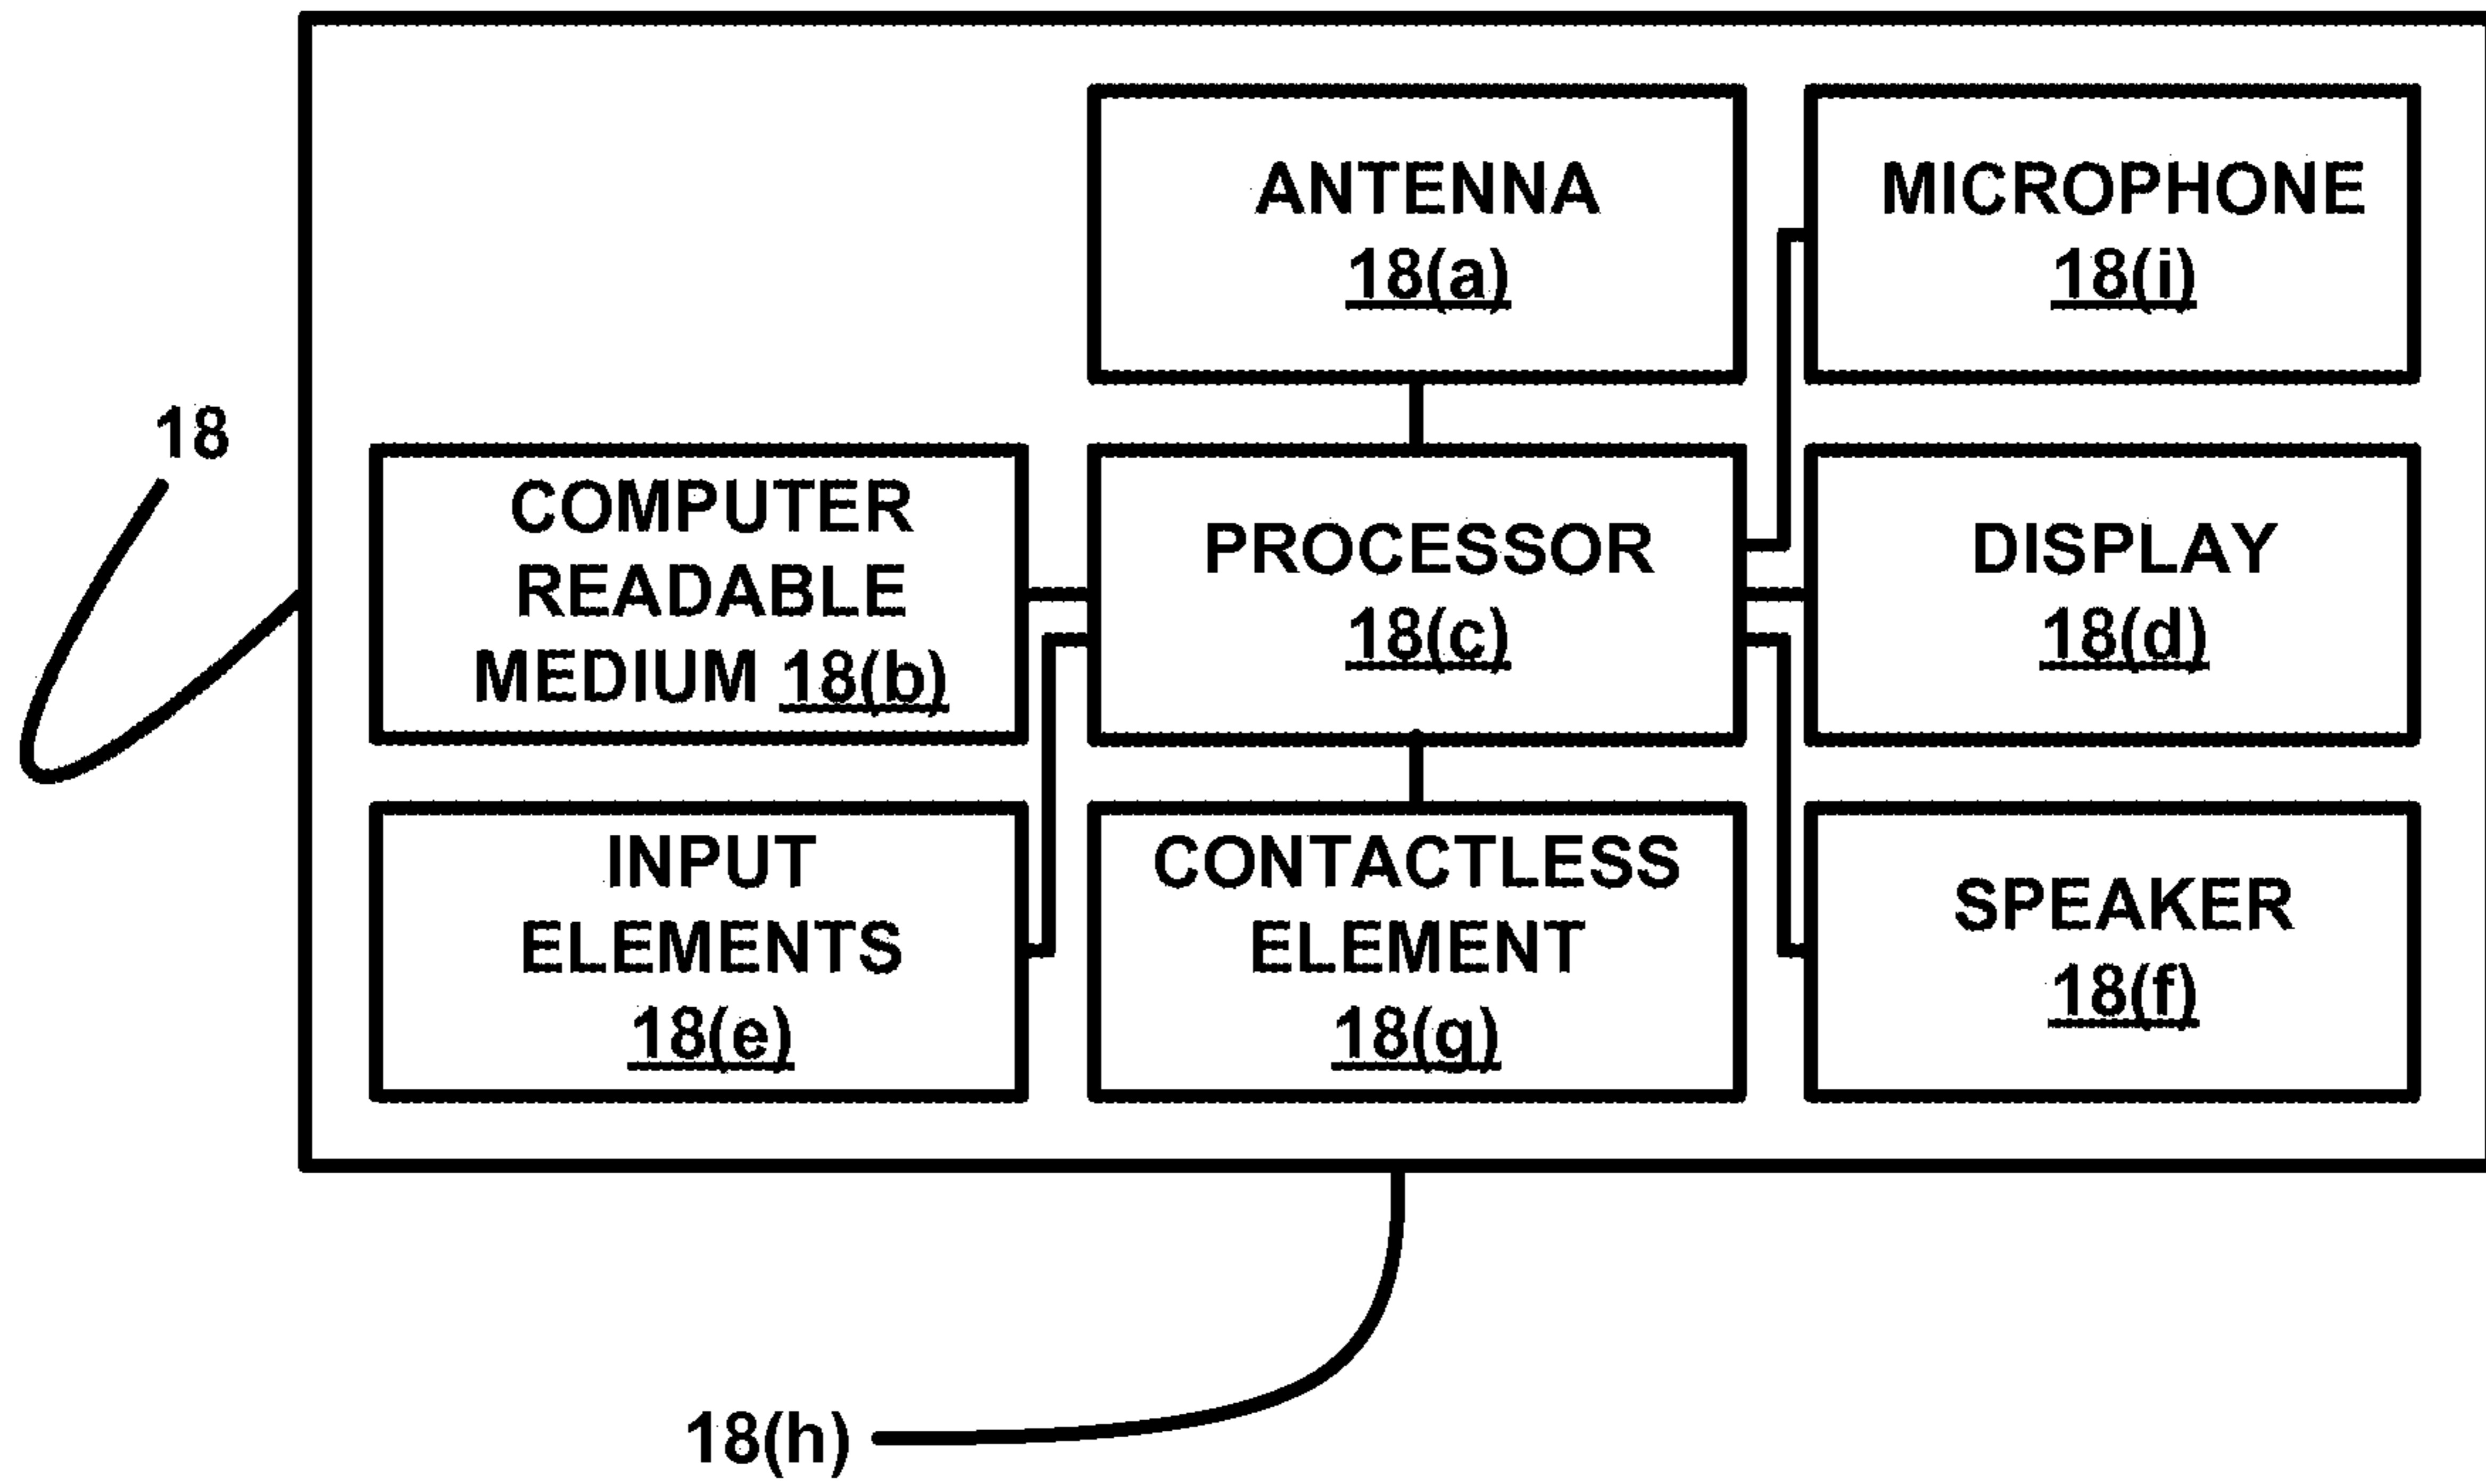 ANTENNA
18(a)
MICROPHONE
18(i)
18
COMPUTER
READABLE
MEDIUM 18(b)
PROCESSOR
18(c)
DISPLAY
18(d)
INPUT
ELEMENTS
18(e)
CONTACTLESS
ELEMENT
18(g)
SPEAKER
18(f)
18(h)